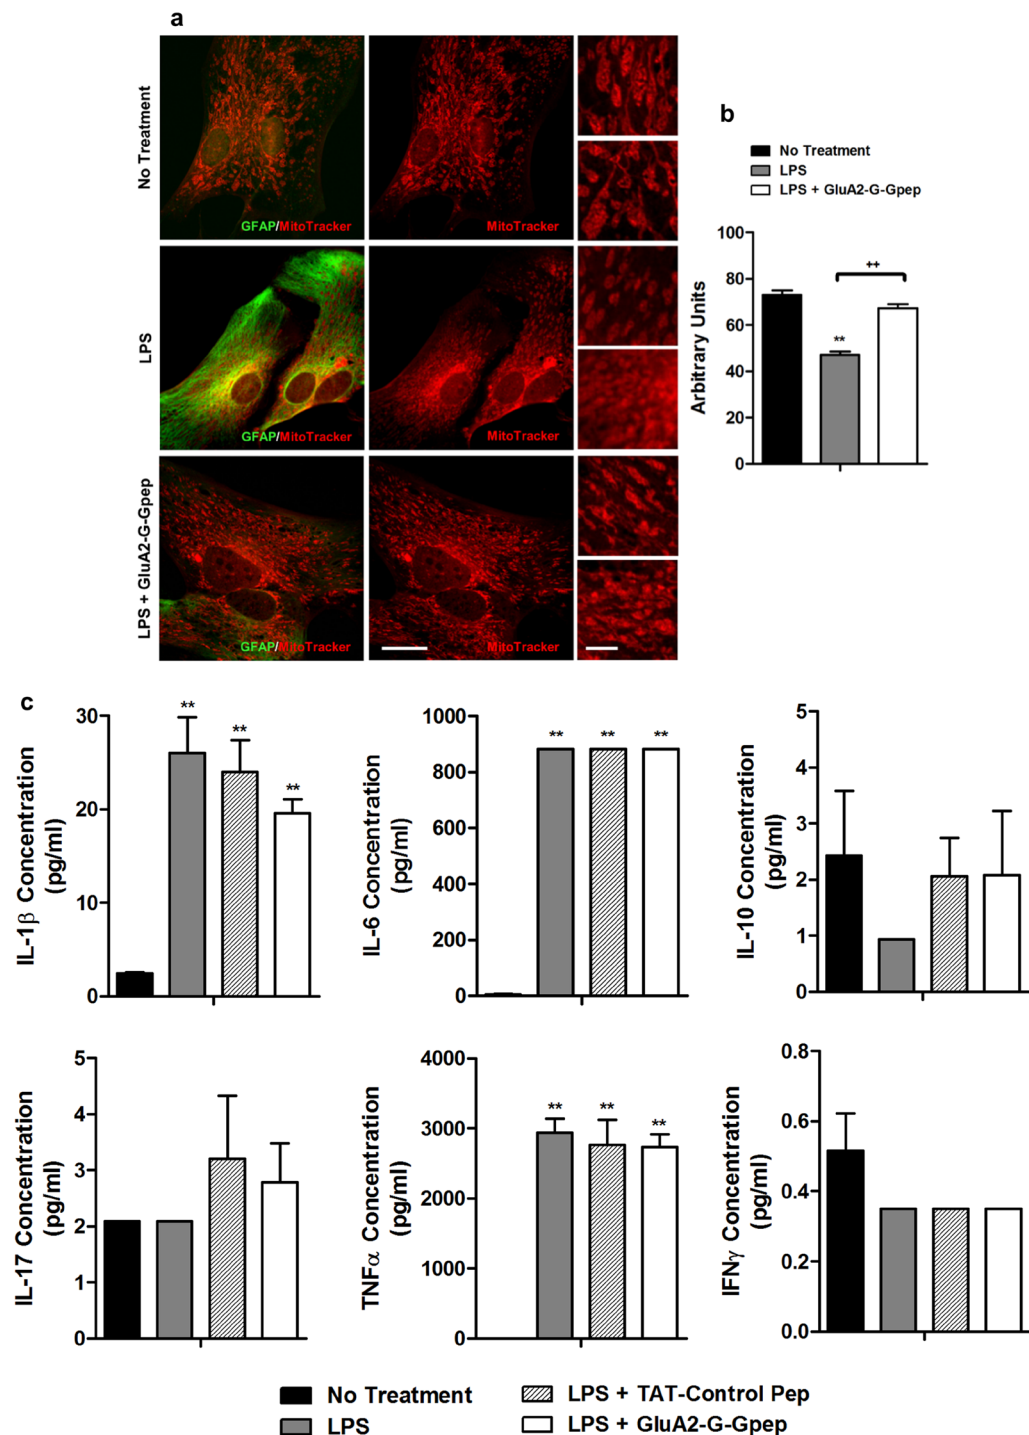 a
No Treatment
GFAP/MitoTracker
MitoTracker
LPS
GFAP/MitoTracker
MitoTracker
LPS + GluA2-G-Gpep
GFAP/MitoTracker
MitoTracker
b
No Treatment
LPS
LPS + GluA2-G-Gpep
Arbitrary Units
100
80
60
40
20
0
**
++
c
IL-1β Concentration
(pg/ml)
30
20
10
0
**
**
**
IL-6 Concentration
(pg/ml)
1000
800
600
400
200
0
**
**
**
IL-10 Concentration
(pg/ml)
5
4
3
2
1
0
IL-17 Concentration
(pg/ml)
5
4
3
2
1
0
TNFα Concentration
(pg/ml)
4000
3000
2000
1000
0
**
**
**
IFNγ Concentration
(pg/ml)
0.8
0.6
0.4
0.2
0.0
No Treatment
LPS
LPS + TAT-Control Pep
LPS + GluA2-G-Gpep